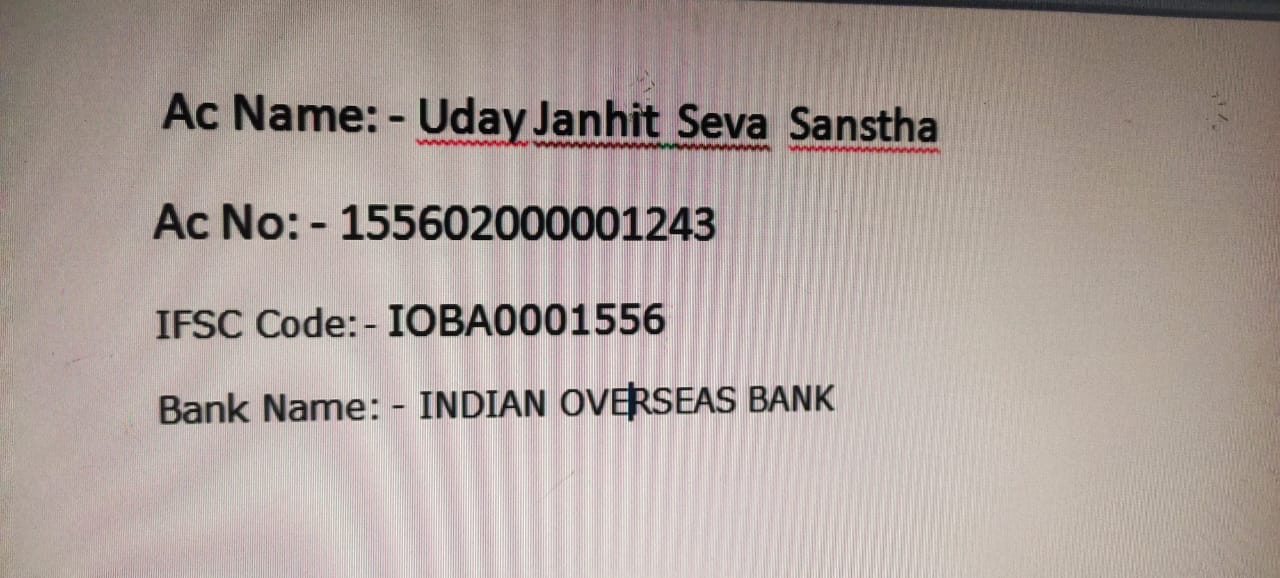 Ac Name: - Uday Janhit Seva Sanstha
Ac No: - 155602000001243
IFSC Code: - IOBA0001556
Bank Name: - INDIAN OVERSEAS BANK